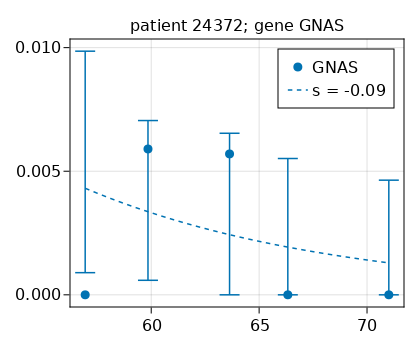 patient 24372; gene GNAS
0.010
GNAS
s = -0.09
0.005
0.000
60
65
70